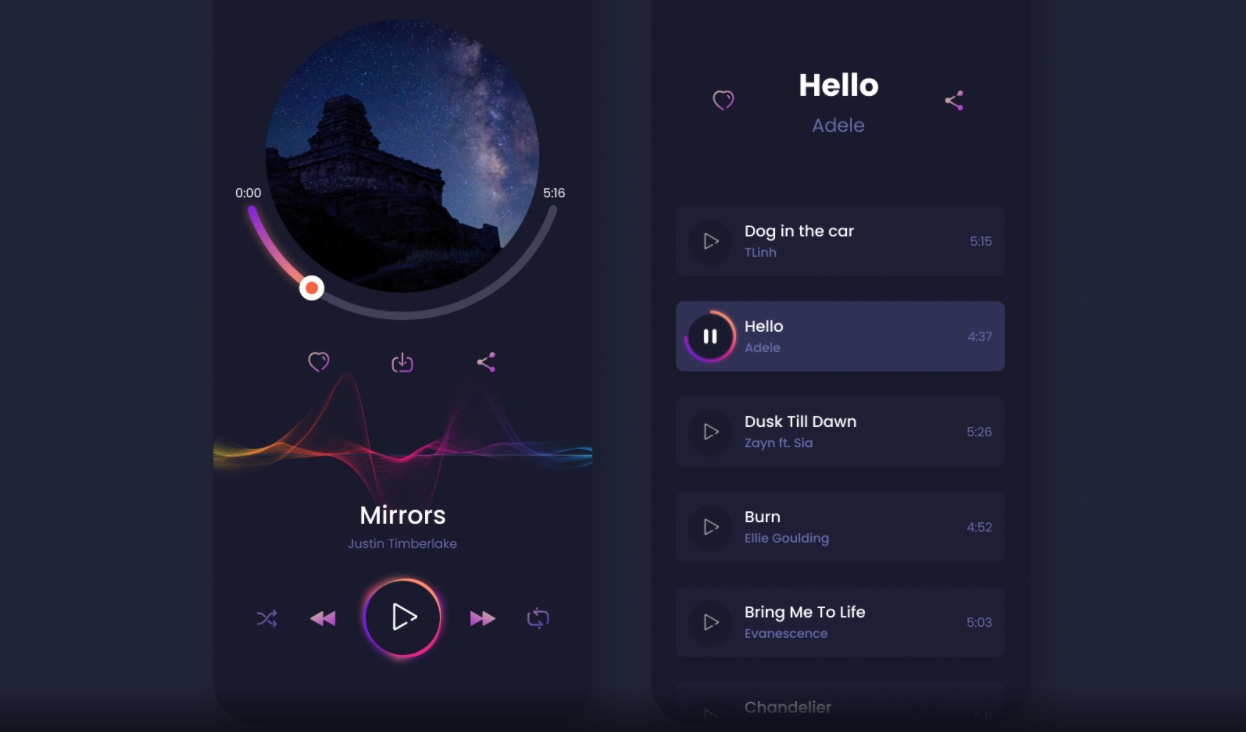 0:00
5:16
Mirrors
Justin Timberlake
Hello
Adele
Dog in the car
TLinh
5:15
Hello
Adele
4:37
Dusk Till Dawn
Zayn ft. Sia
5:26
Burn
Ellie Goulding
4:52
Bring Me To Life
Evanescence
5:03
Chandelier